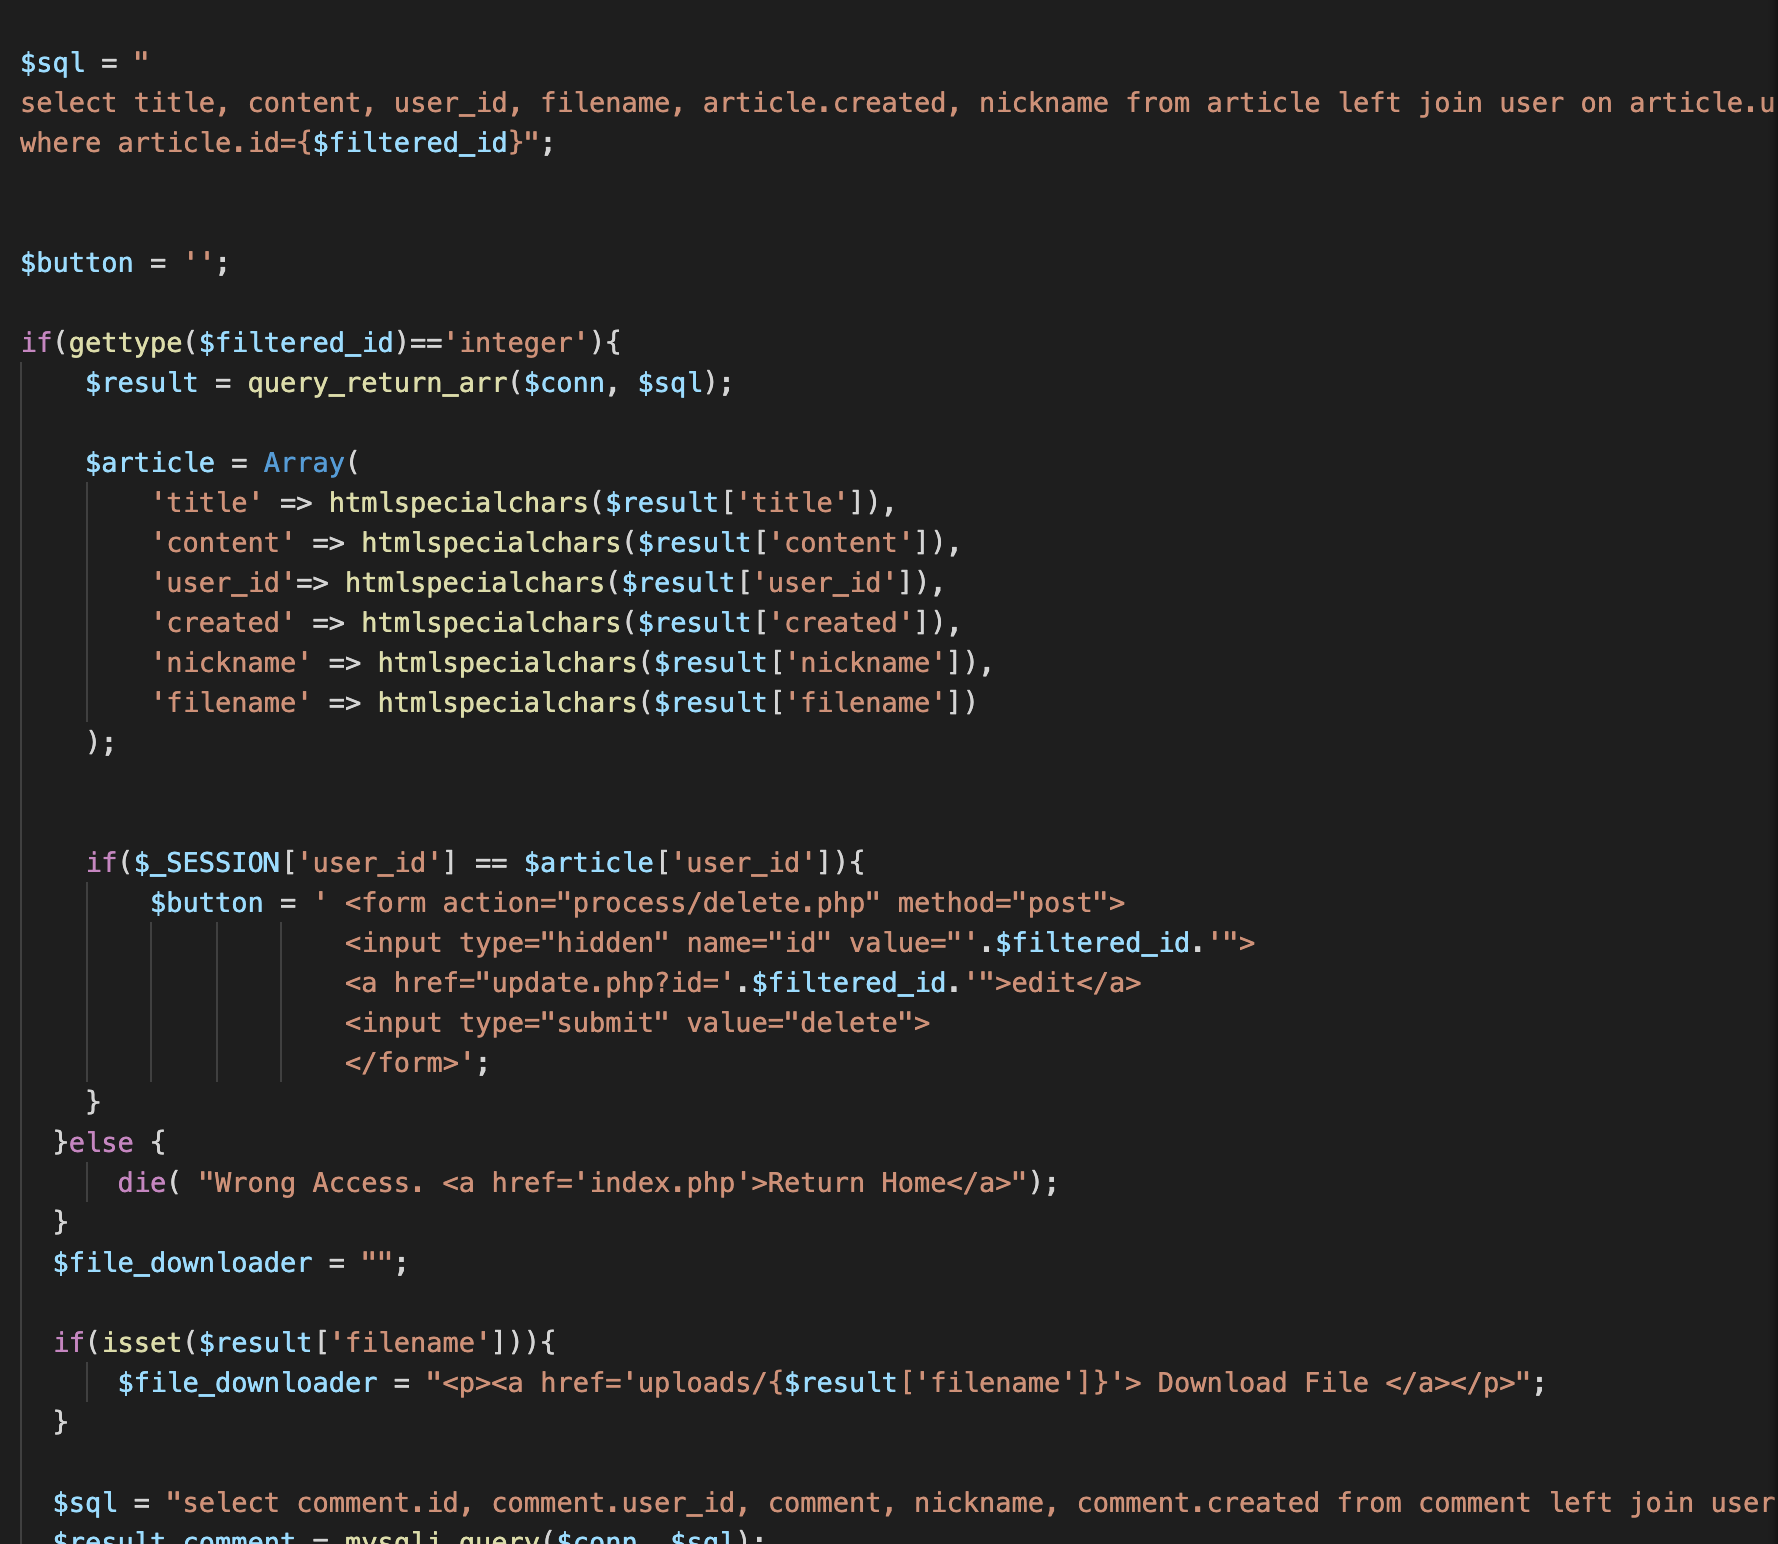 $sql = "
select title, content, user_id, filename, article.created, nickname from article left join user on article.u
where article.id={$filtered_id}";
$button = '';
if(gettype($filtered_id)=='integer'){
$result = query_return_arr($conn, $sql);
$article = Array(
'title' => htmlspecialchars($result['title']),
'content' => htmlspecialchars($result['content']),
'user_id'=> htmlspecialchars($result['user_id']),
'created' => htmlspecialchars($result['created']),
'nickname' => htmlspecialchars($result['nickname']),
'filename' => htmlspecialchars($result['filename'])
);
if($_SESSION['user_id'] == $article['user_id']){
$button = ' <form action="process/delete.php" method="post">
<input type="hidden" name="id" value="'.$filtered_id.'">
<a href="update.php?id='.$filtered_id.'">edit</a>
<input type="submit" value="delete">
</form>';
}
}else {
die( "Wrong Access. <a href='index.php'>Return Home</a>");
}
$file_downloader = "";
if(isset($result['filename'])){
$file_downloader = "<p><a href='uploads/{$result['filename']}'> Download File </a></p>";
}
$sql = "select comment.id, comment.user_id, comment, nickname, comment.created from comment left join user
$result_comment = mysqli_query($conn, $sql);